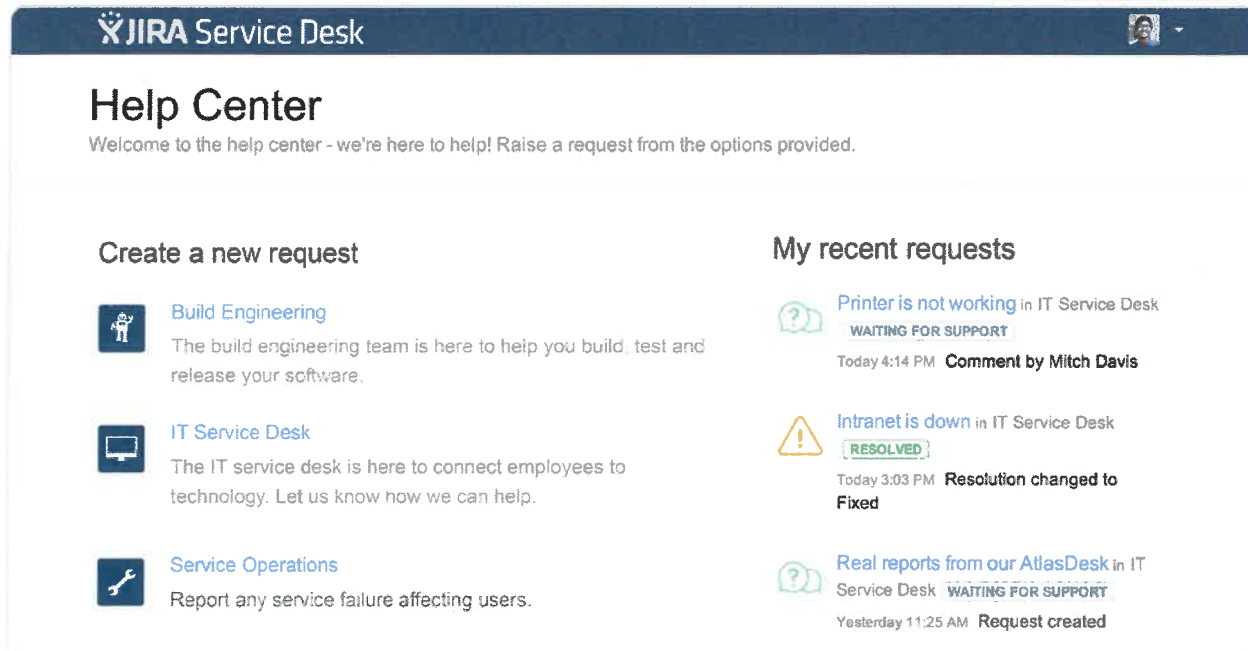 JIRA Service Desk
Help Center
Welcome to the help center - we're here to help! Raise a request from the options provided.
Create a new request
Build Engineering
The build engineering team is here to help you build, test and
release your software.
IT Service Desk
The IT service desk is here to connect employees to
technology. Let us know how we can help.
Service Operations
Report any service failure affecting users.
My recent requests
Printer is not working in IT Service Desk
WAITING FOR SUPPORT
Today 4:14 PM Comment by Mitch Davis
Intranet is down in IT Service Desk
RESOLVED
Today 3:03 PM Resolution changed to
Fixed
Real reports from our AtlasDesk in IT
Service Desk WAITING FOR SUPPORT
Yesterday 11:25 AM Request created